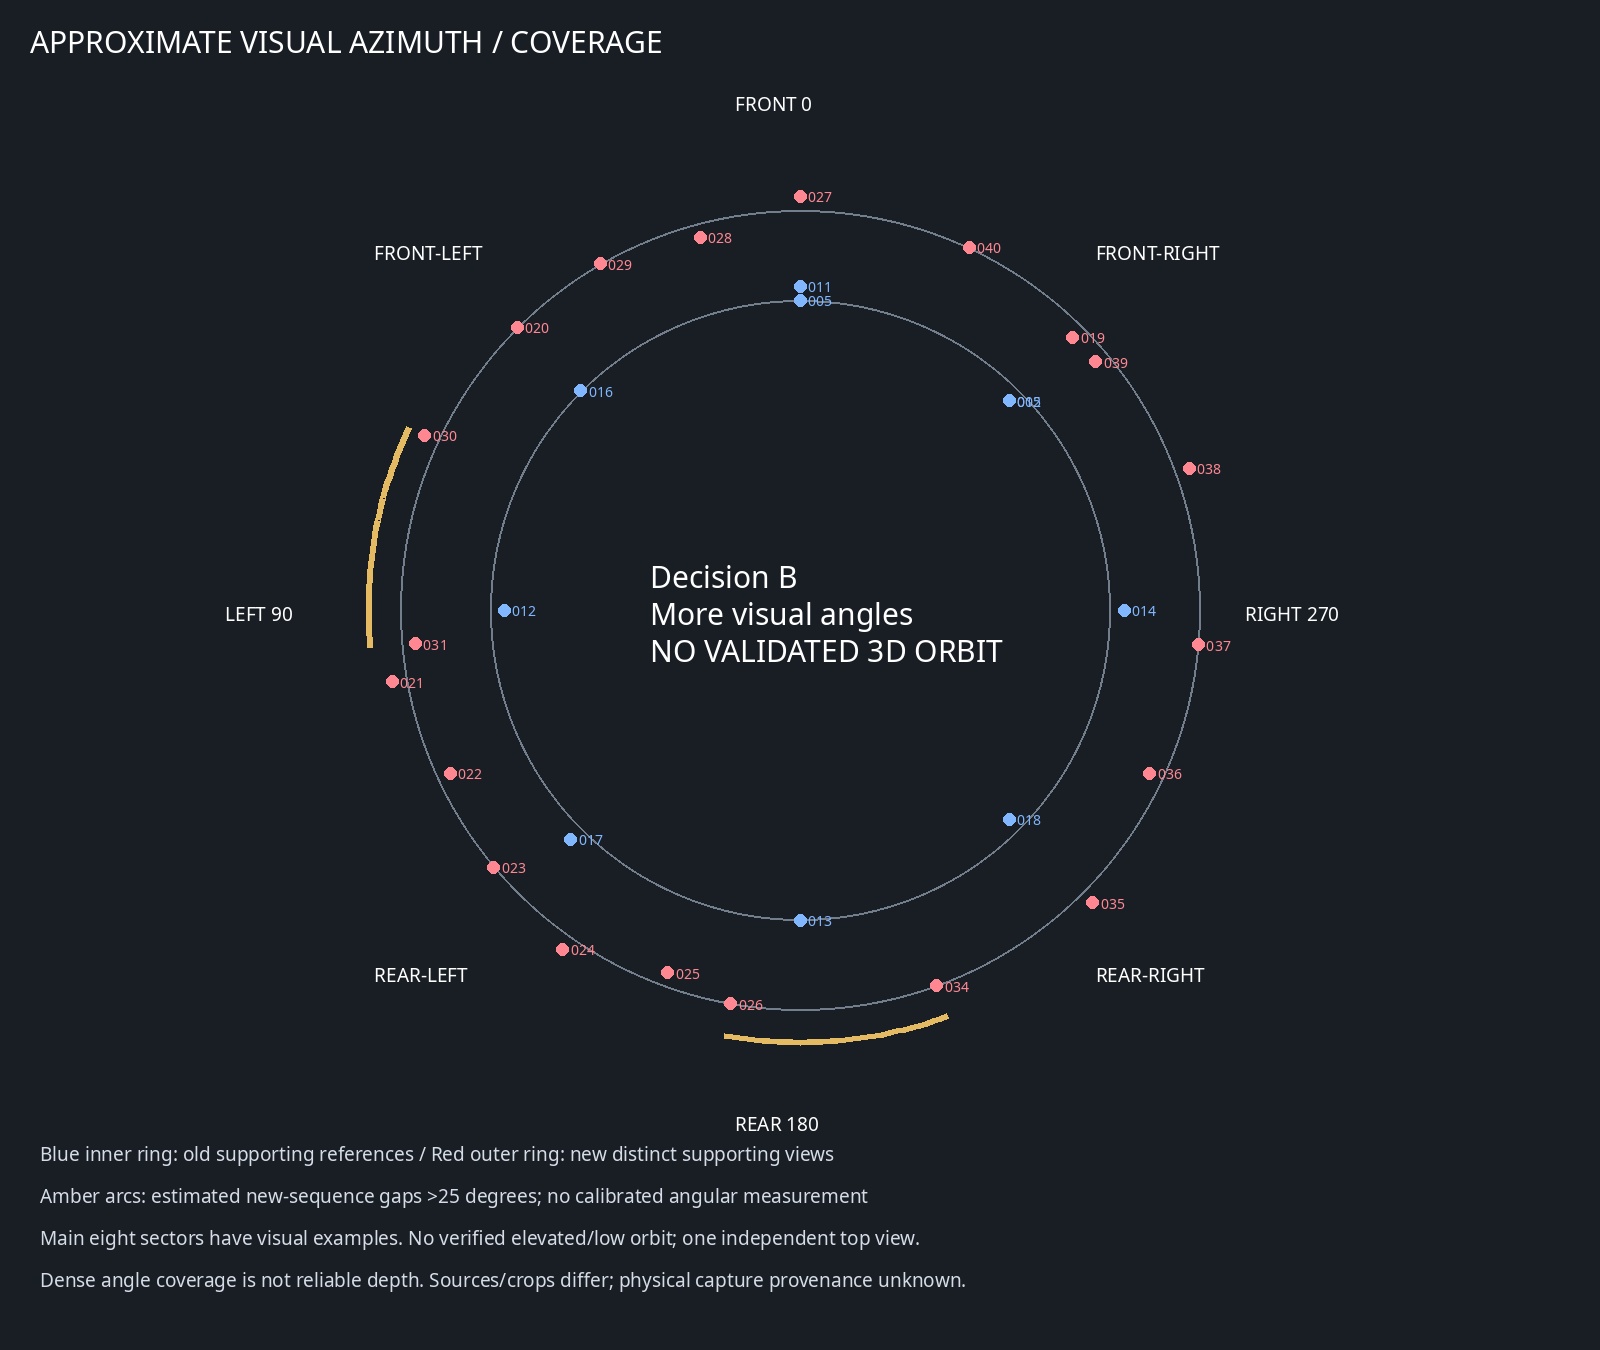 APPROXIMATE VISUAL AZIMUTH / COVERAGE
FRONT 0
027
028
040
FRONT-LEFT
FRONT-RIGHT
029
011
005
020
019
039
016
030
038
012
014
LEFT 90
RIGHT 270
Decision B
More visual angles
NO VALIDATED 3D ORBIT
031
037
021
022
036
018
017
023
035
013
024
025
REAR-LEFT
REAR-RIGHT
034
026
REAR 180
Blue inner ring: old supporting references / Red outer ring: new distinct supporting views
Amber arcs: estimated new-sequence gaps >25 degrees; no calibrated angular measurement
Main eight sectors have visual examples. No verified elevated/low orbit; one independent top view.
Dense angle coverage is not reliable depth. Sources/crops differ; physical capture provenance unknown.